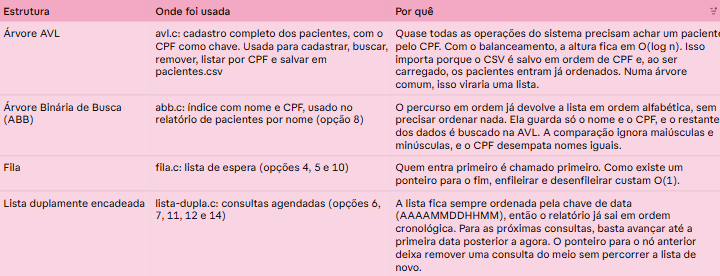 Estrutura
Onde foi usada
Por quê
Árvore AVL
avl.c: cadastro completo dos pacientes, com o
CPF como chave. Usada para cadastrar, buscar,
remover, listar por CPF e salvar em
pacientes.csv
Quase todas as operações do sistema precisam achar um paciente
pelo CPF. Com o balanceamento, a altura fica em O(log n). Isso
importa porque o CSV é salvo em ordem de CPF e, ao ser
carregado, os pacientes entram já ordenados. Numa árvore
comum, isso viraria uma lista.
Árvore Binária de Busca
(ABB)
abb.c: índice com nome e CPF, usado no
relatório de pacientes por nome (opção 8)
O percurso em ordem já devolve a lista em ordem alfabética, sem
precisar ordenar nada. Ela guarda só o nome e o CPF, e o restante
dos dados é buscado na AVL. A comparação ignora maiúsculas e
minúsculas, e o CPF desempata nomes iguais.
Fila
fila.c: lista de espera (opções 4, 5 e 10)
Quem entra primeiro é chamado primeiro. Como existe um
ponteiro para o fim, enfileirar e desenfileirar custam O(1).
Lista duplamente encadeada
lista-dupla.c: consultas agendadas (opções 6,
7, 11, 12 e 14)
A lista fica sempre ordenada pela chave de data
(AAAAMMDDHHMM), então o relatório já sai em ordem
cronológica. Para as próximas consultas, basta avançar até a
primeira data posterior a agora. O ponteiro para o nó anterior
deixa remover uma consulta do meio sem percorrer a lista de
novo.